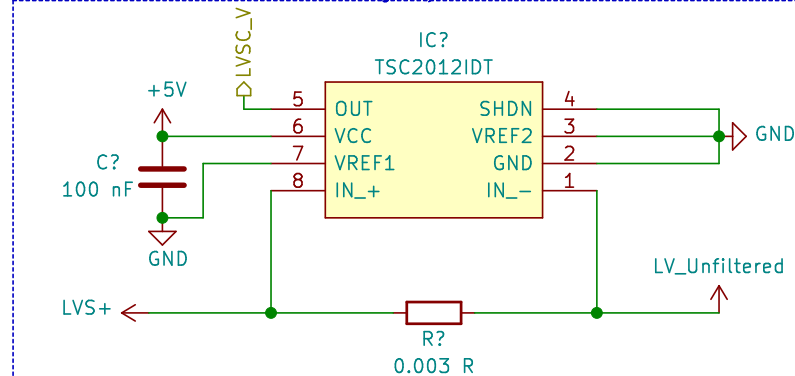 IC?
TSC2012IDT
LVSC_V
+5V
5 OUT SHDN 4
6 VCC VREF2 3
7 VREF1 GND 2
8 IN_+ IN_- 1
GND
C?
100 nF
GND
LV_Unfiltered
LVS+
R?
0.003 R